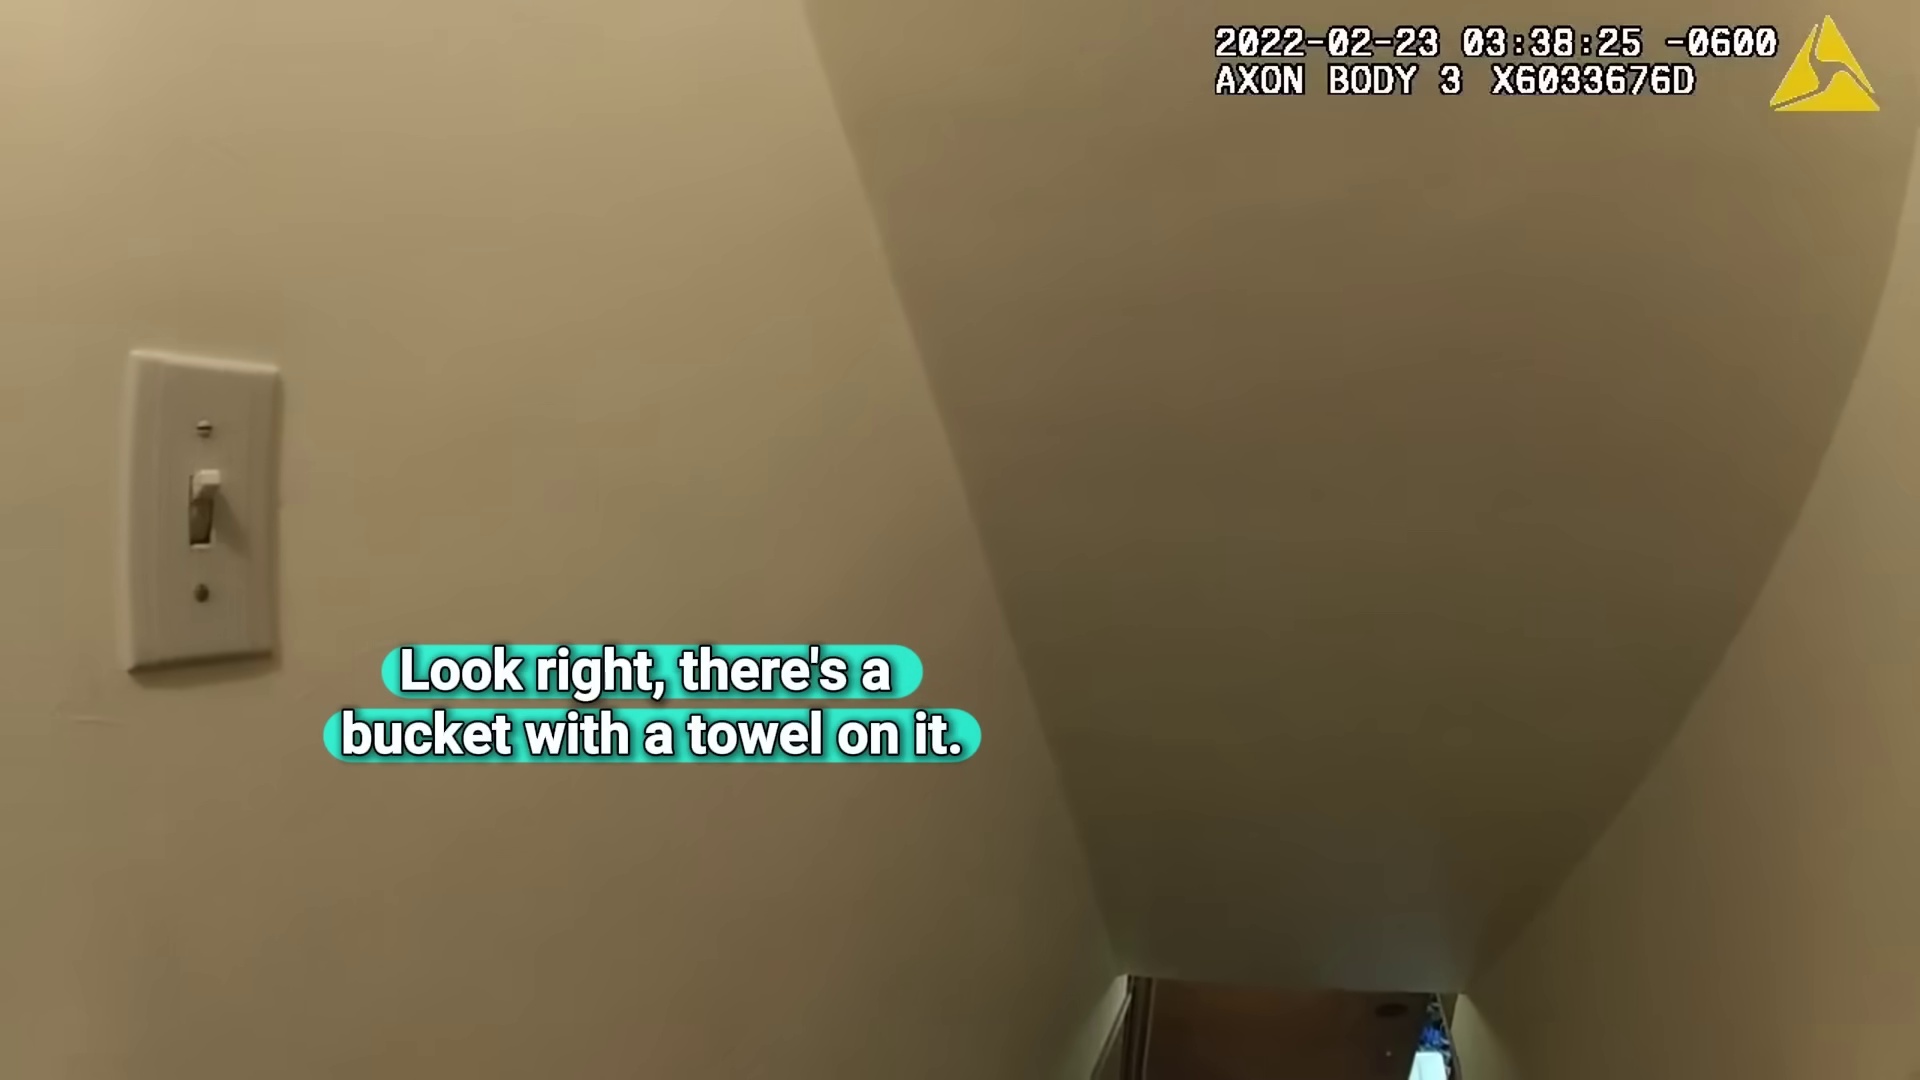 2022-02-23 03:38:25 -0600
AXON BODY 3 X6033676D
Look right, there's a
bucket with a towel on it.